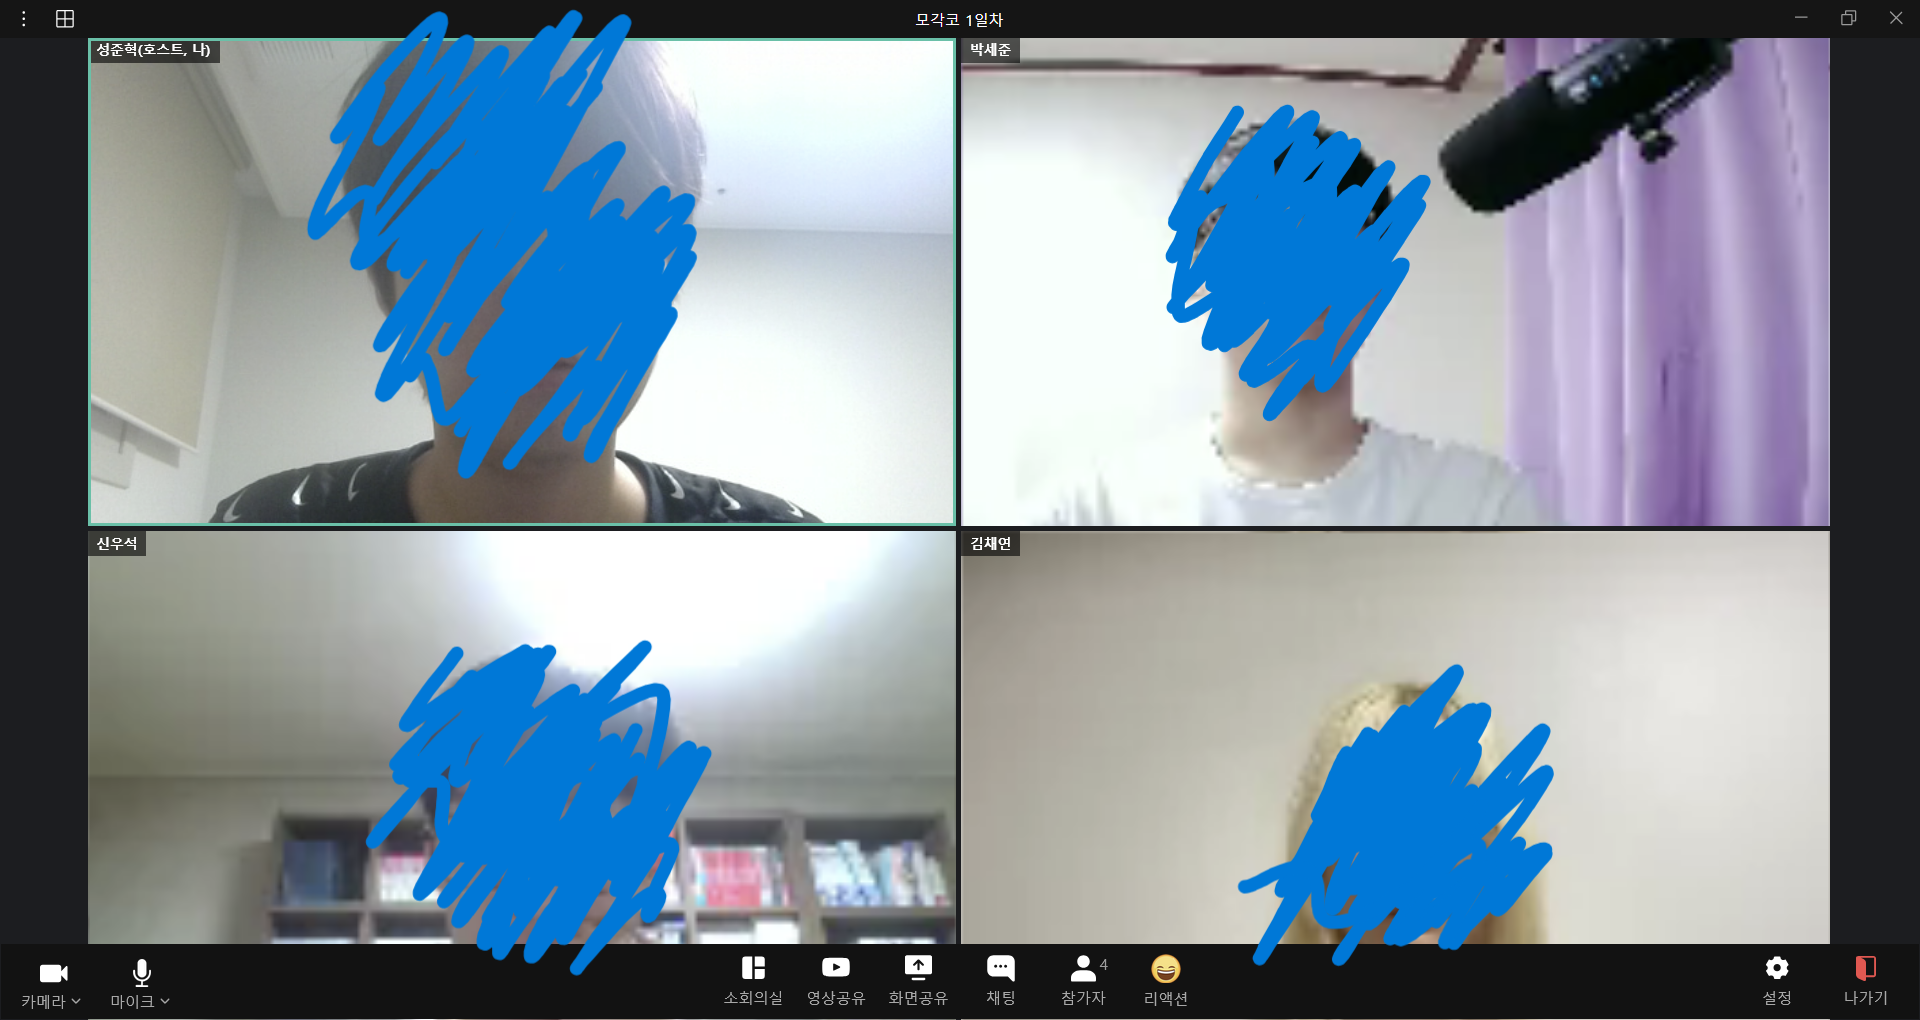 모각코 1일차
성준혁(호스트, 나)
박세준
신우석
김채연
카메라
마이크
소회의실
영상공유
화면공유
채팅
참가자
4
리액션
설정
나가기